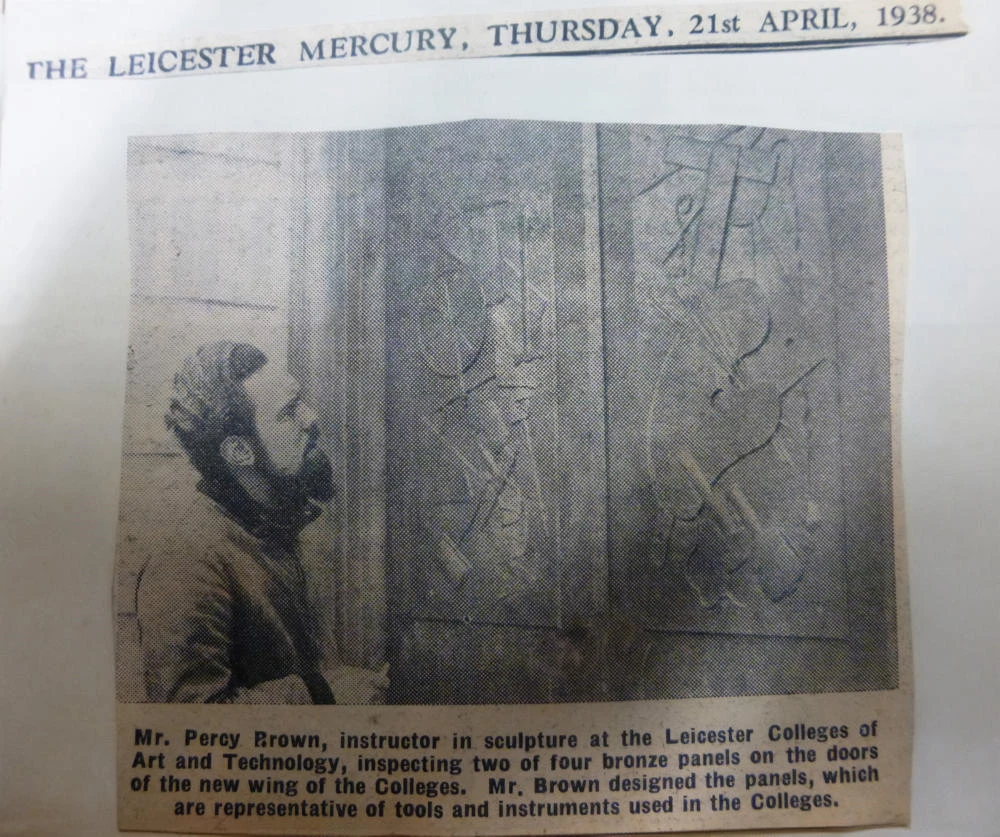 THE LEICESTER MERCURY, THURSDAY, 21st APRIL, 1938.
Mr. Percy Brown, instructor in sculpture at the Leicester Colleges of
Art and Technology, inspecting two of four bronze panels on the doors
of the new wing of the Colleges. Mr. Brown designed the panels, which
are representative of tools and instruments used in the Colleges.